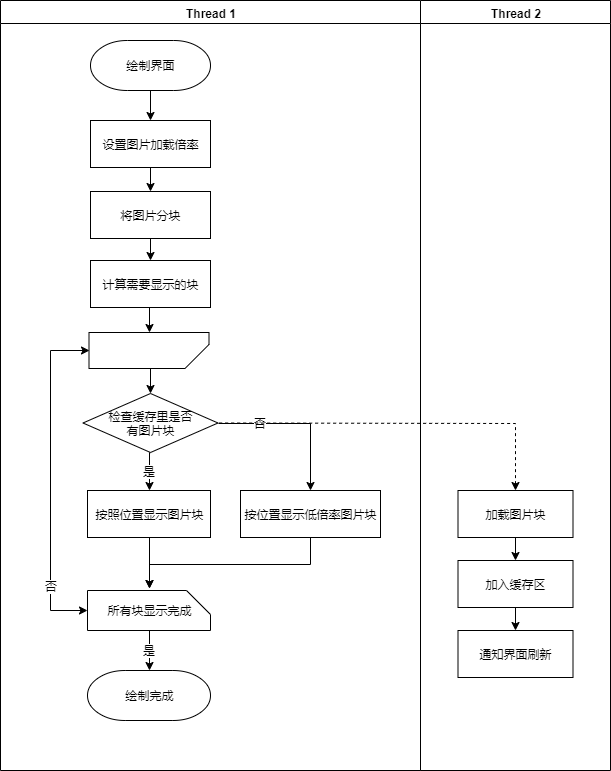 Thread 1
Thread 2
绘制界面
设置图片加载倍率
将图片分块
计算需要显示的块
检查缓存里是否
有图片块
否
是
按照位置显示图片块
按位置显示低倍率图片块
加载图片块
加入缓存区
否
所有块显示完成
通知界面刷新
是
绘制完成